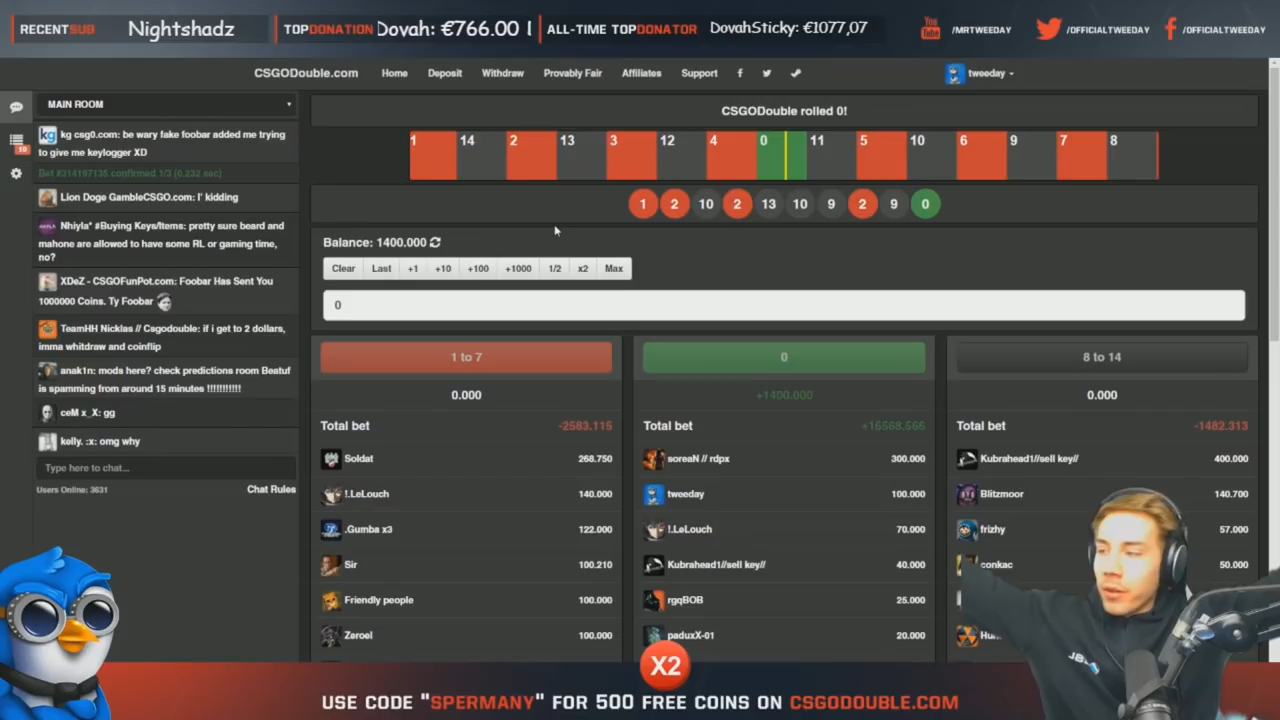 RECENTSUB Nightshadz TOPDONATION Dovah: €766.00 ALL-TIME TOPDONATOR DovahSticky: €1077,07 You Tube /MRTWEEDAY /OFFICIALTWEEDAY /OFFICIALTWEEDAY
CSGODouble.com Home Deposit Withdraw Provably Fair Affiliates Support tweeday
MAIN ROOM
kg csg0.com: be wary fake foobar added me trying
to give me keylogger XD
Bet #314197135 confirmed 1/3 (0.232 sec)
Lion Doge GambleCSGO.com: I' kidding
Nhiyla* #Buying Keys/Items: pretty sure beard and
mahone are allowed to have some RL or gaming time,
no?
XDeZ - CSGOFunPot.com: Foobar Has Sent You
1000000 Coins. Ty Foobar
TeamHH Nicklas // Csgodouble: if i get to 2 dollars,
imma whitdraw and coinflip
anak1n: mods here? check predictions room Beatuf
is spamming from around 15 minutes !!!!!!!!!!!
ceM x_X: gg
kelly. :x: omg why
Type here to chat...
Users Online: 3631 Chat Rules
10
CSGODouble rolled 0!
1 14 2 13 3 12 4 0 11 5 10 6 9 7 8
1 2 10 2 13 10 9 2 9 0
Balance: 1400.000
Clear Last +1 +10 +100 +1000 1/2 x2 Max
0
1 to 7
0.000
Total bet -2583.115
Soldat 268.750
!.LeLouch 140.000
.Gumba x3 122.000
Sir 100.210
Friendly people 100.000
Zeroel 100.000
0
+1400.000
Total bet +16568.566
soreaN // rdpx 300.000
tweeday 100.000
!.LeLouch 70.000
Kubrahead1//sell key// 40.000
rgqBOB 25.000
paduxX-01 20.000
8 to 14
0.000
Total bet -1482.313
Kubrahead1//sell key// 400.000
Blitzmoor 140.700
frizhy 57.000
conkac 50.000
X2
USE CODE "SPERMANY" FOR 500 FREE COINS ON CSGODOUBLE.COM